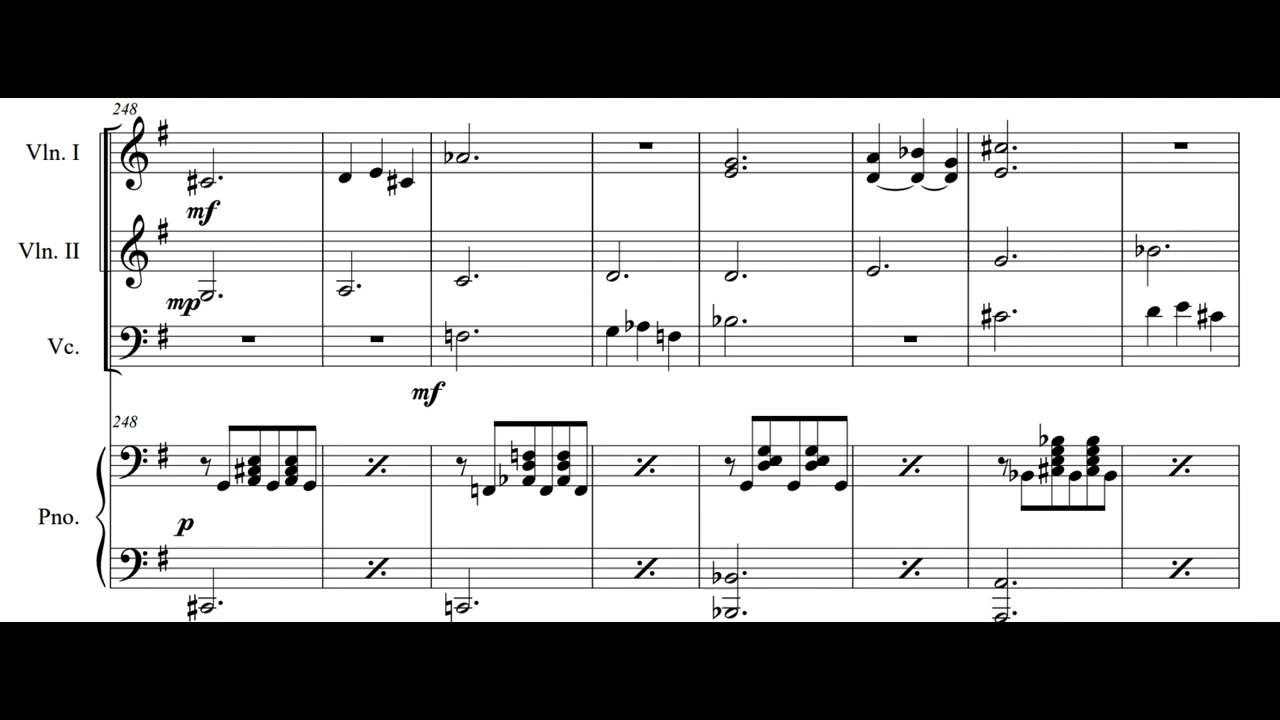 248
Vln. I
mf
Vln. II
mp
Vc.
mf
248
Pno.
p